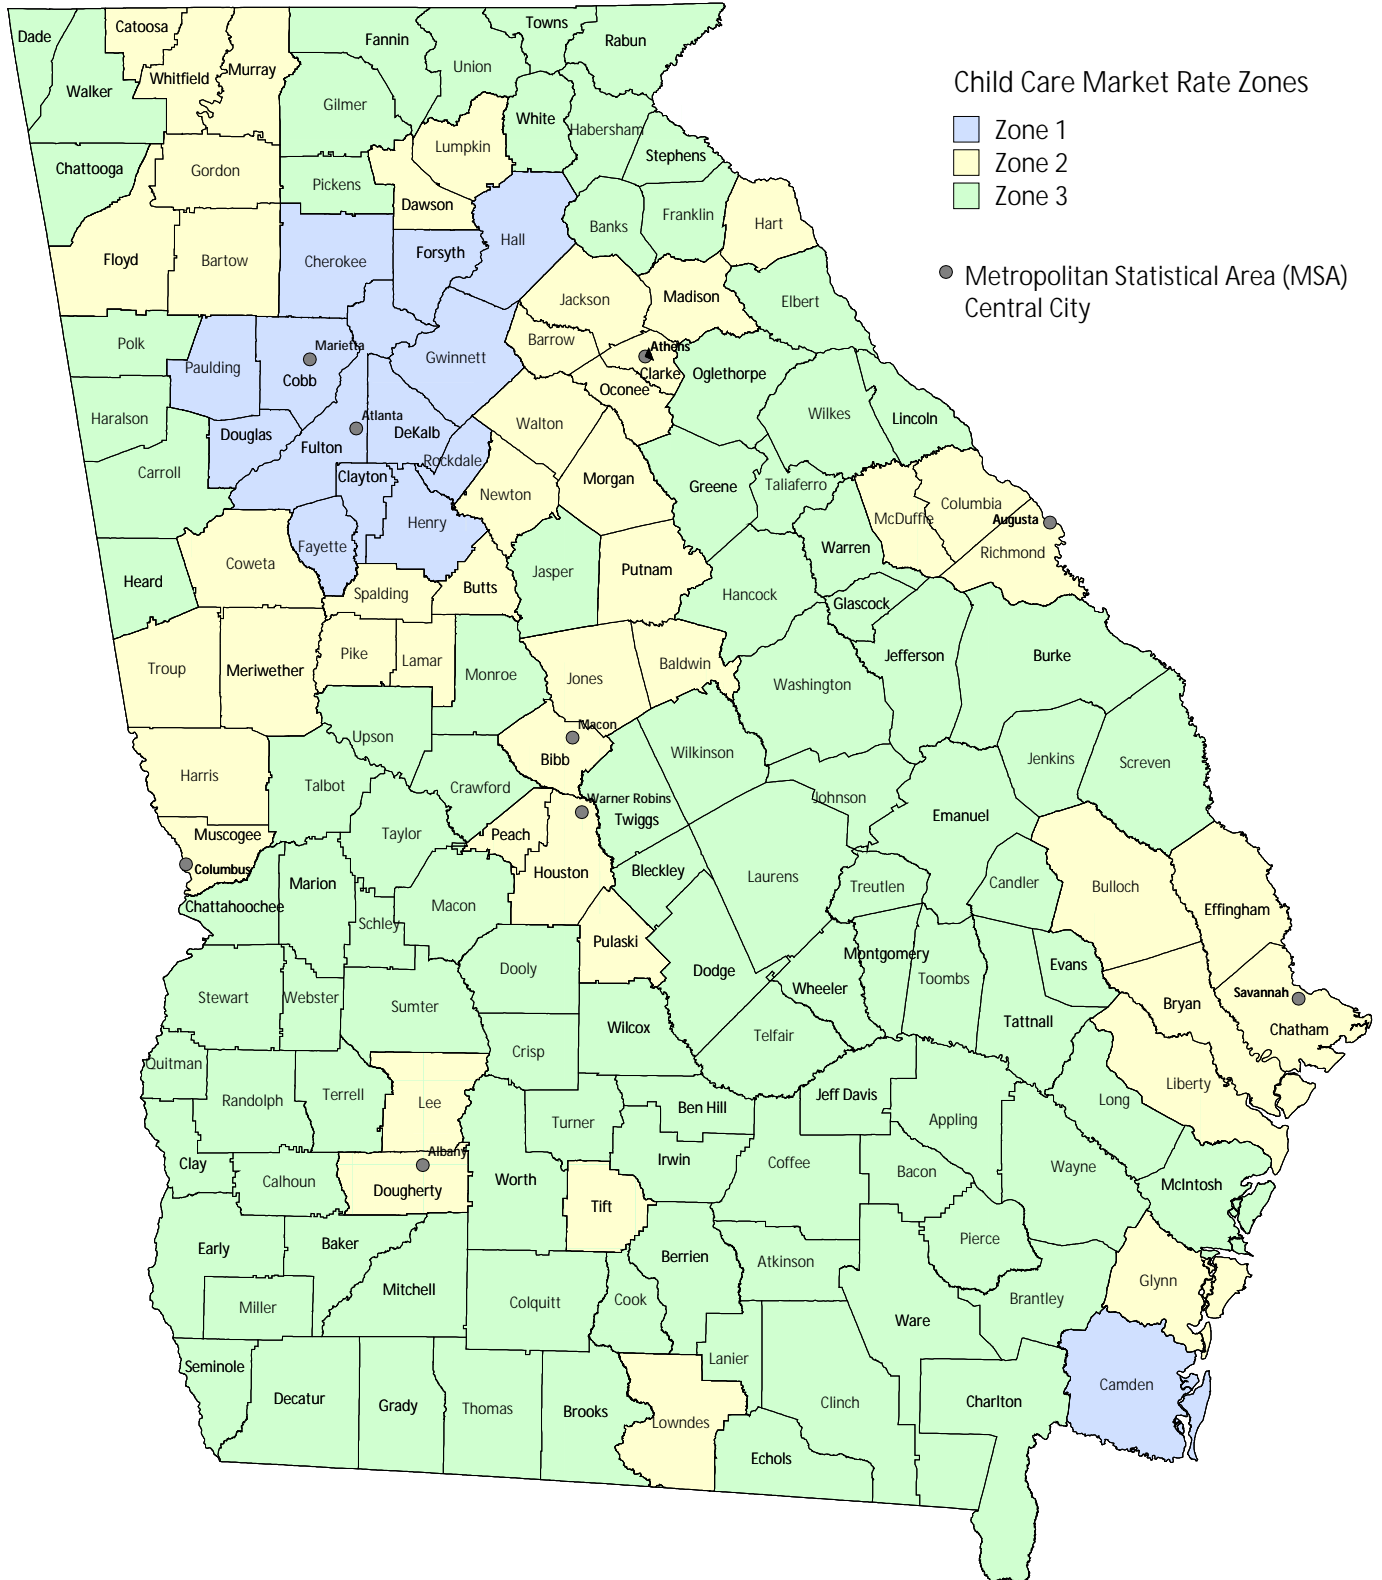 Child Care Market Rate Zones
Zone 1
Zone 2
Zone 3
Metropolitan Statistical Area (MSA)
Central City
Dade
Catoosa
Fannin
Towns
Rabun
Walker
Whitfield
Murray
Union
Gilmer
White
Habersham
Chattooga
Gordon
Pickens
Lumpkin
Stephens
Dawson
Floyd
Bartow
Cherokee
Forsyth
Hall
Banks
Franklin
Hart
Jackson
Madison
Elbert
Polk
Paulding
Marietta
Cobb
Gwinnett
Barrow
Athens
Clarke
Oconee
Oglethorpe
Haralson
Douglas
Atlanta
Fulton
DeKalb
Rockdale
Walton
Wilkes
Lincoln
Carroll
Clayton
Newton
Morgan
Greene
Taliaferro
Columbia
McDuffie
Augusta
Richmond
Fayette
Henry
Heard
Coweta
Spalding
Butts
Jasper
Putnam
Hancock
Warren
Glascock
Troup
Meriwether
Pike
Lamar
Monroe
Jones
Baldwin
Washington
Jefferson
Burke
Upson
Macon
Bibb
Wilkinson
Jenkins
Screven
Harris
Talbot
Crawford
Warner Robins
Twiggs
Johnson
Emanuel
Muscogee
Columbus
Taylor
Peach
Houston
Bleckley
Laurens
Treutlen
Candler
Bulloch
Effingham
Chattahoochee
Marion
Schley
Macon
Pulaski
Dodge
Montgomery
Wheeler
Toombs
Evans
Bryan
Savannah
Chatham
Stewart
Webster
Sumter
Dooly
Wilcox
Telfair
Tattnall
Quitman
Crisp
Liberty
Randolph
Terrell
Lee
Turner
Ben Hill
Jeff Davis
Appling
Long
Clay
Calhoun
Albany
Dougherty
Worth
Tift
Irwin
Coffee
Bacon
Wayne
McIntosh
Early
Baker
Mitchell
Berrien
Atkinson
Pierce
Miller
Colquitt
Cook
Ware
Brantley
Glynn
Seminole
Decatur
Grady
Thomas
Brooks
Lowndes
Lanier
Clinch
Echols
Charlton
Camden